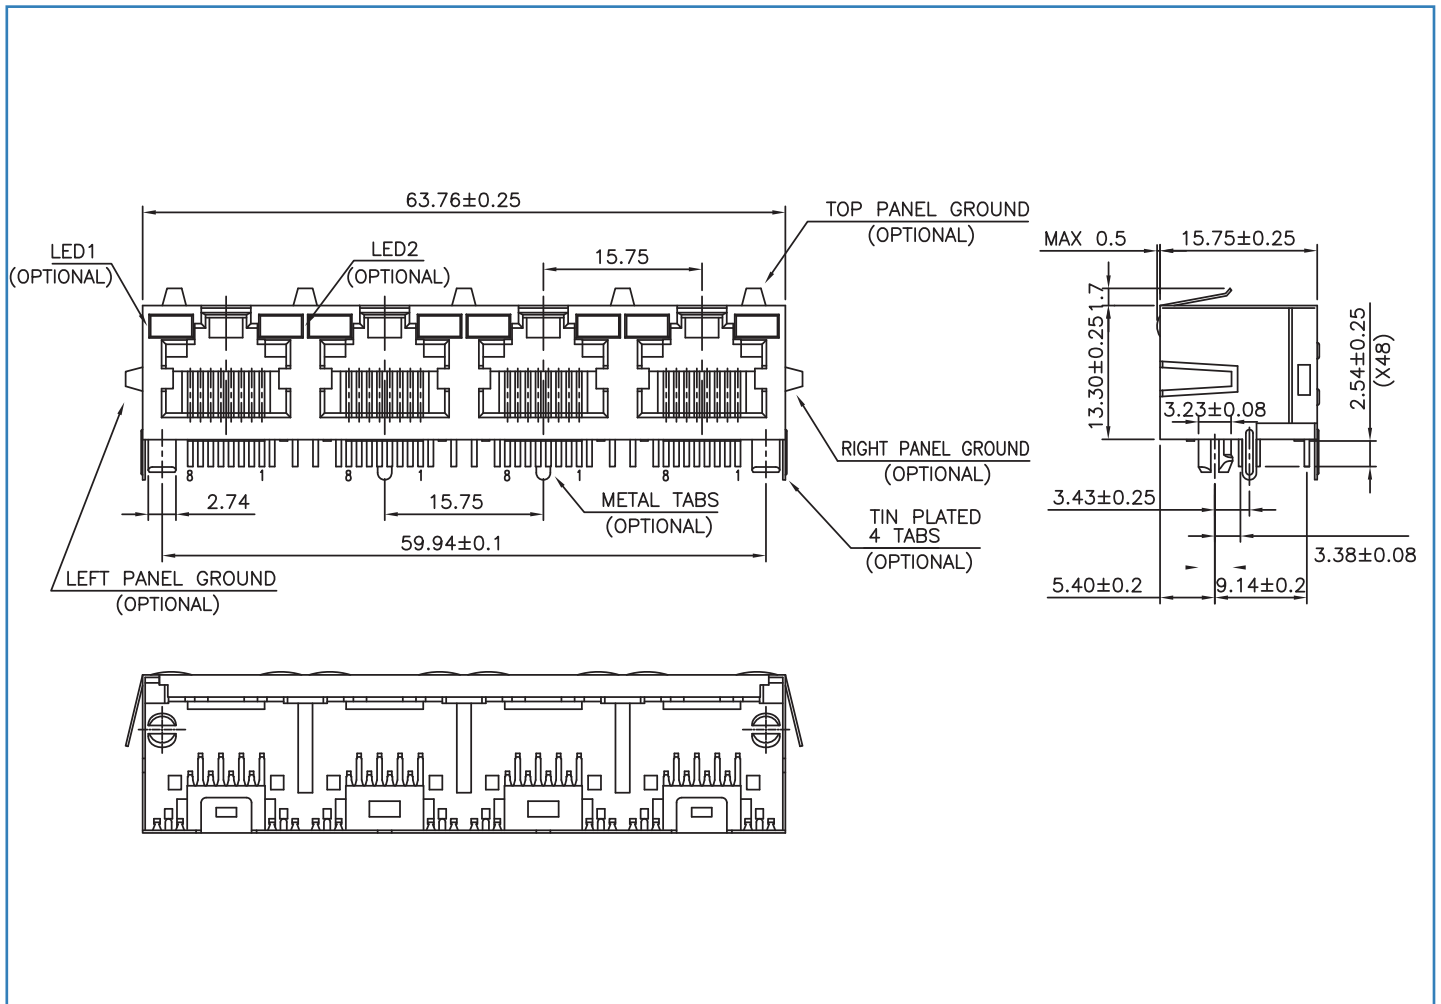 63.76±0.25
TOP PANEL GROUND
(OPTIONAL)
LED1
(OPTIONAL)
LED2
(OPTIONAL)
15.75
MAX 0.5
15.75±0.25
1.7
13.30±0.25
2.54±0.25
(X48)
3.23±0.08
RIGHT PANEL GROUND
(OPTIONAL)
8 1 8 1 8 1 8 1
2.74
15.75
METAL TABS
(OPTIONAL)
TIN PLATED
4 TABS
(OPTIONAL)
3.43±0.25
59.94±0.1
3.38±0.08
LEFT PANEL GROUND
(OPTIONAL)
5.40±0.2
9.14±0.2